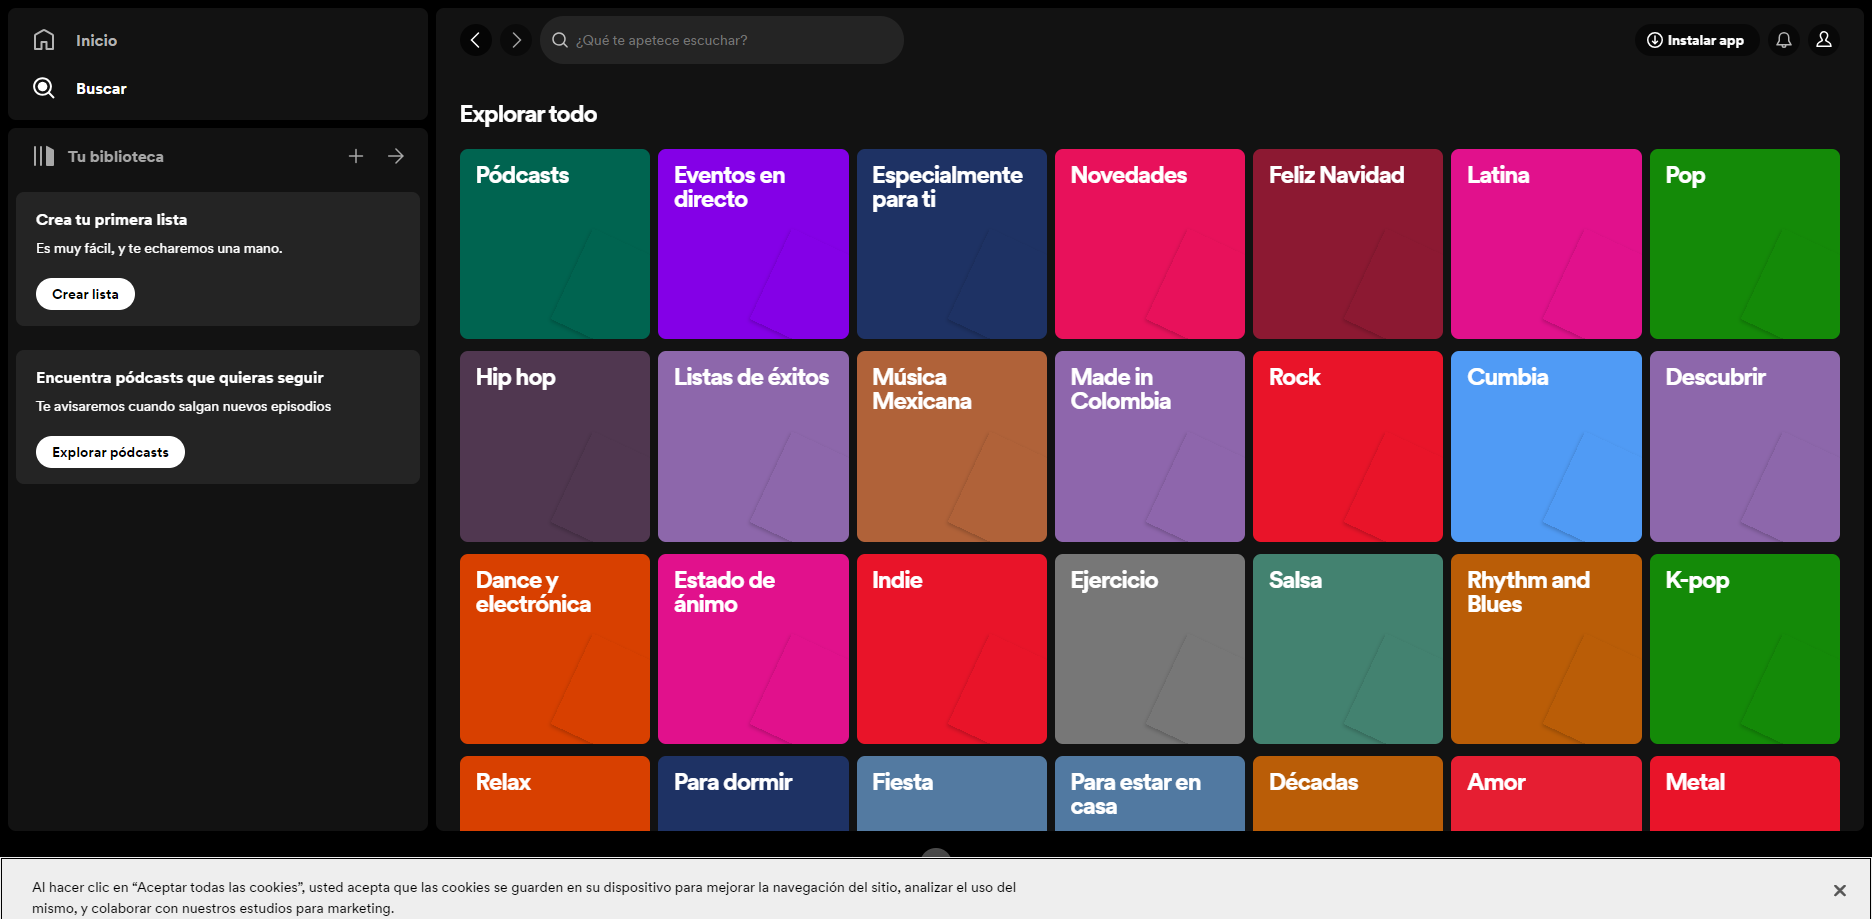 Inicio
Buscar
Tu biblioteca
Crea tu primera lista
Es muy fácil, y te echaremos una mano.
Crear lista
Encuentra pódcasts que quieras seguir
Te avisaremos cuando salgan nuevos episodios
Explorar pódcasts
¿Qué te apetece escuchar?
Instalar app
Explorar todo
Pódcasts
Eventos en
directo
Especialmente
para ti
Novedades
Feliz Navidad
Latina
Pop
Hip hop
Listas de éxitos
Música
Mexicana
Made in
Colombia
Rock
Cumbia
Descubrir
Dance y
electrónica
Estado de
ánimo
Indie
Ejercicio
Salsa
Rhythm and
Blues
K-pop
Relax
Para dormir
Fiesta
Para estar en
casa
Décadas
Amor
Metal
Al hacer clic en “Aceptar todas las cookies”, usted acepta que las cookies se guarden en su dispositivo para mejorar la navegación del sitio, analizar el uso del
mismo, y colaborar con nuestros estudios para marketing.